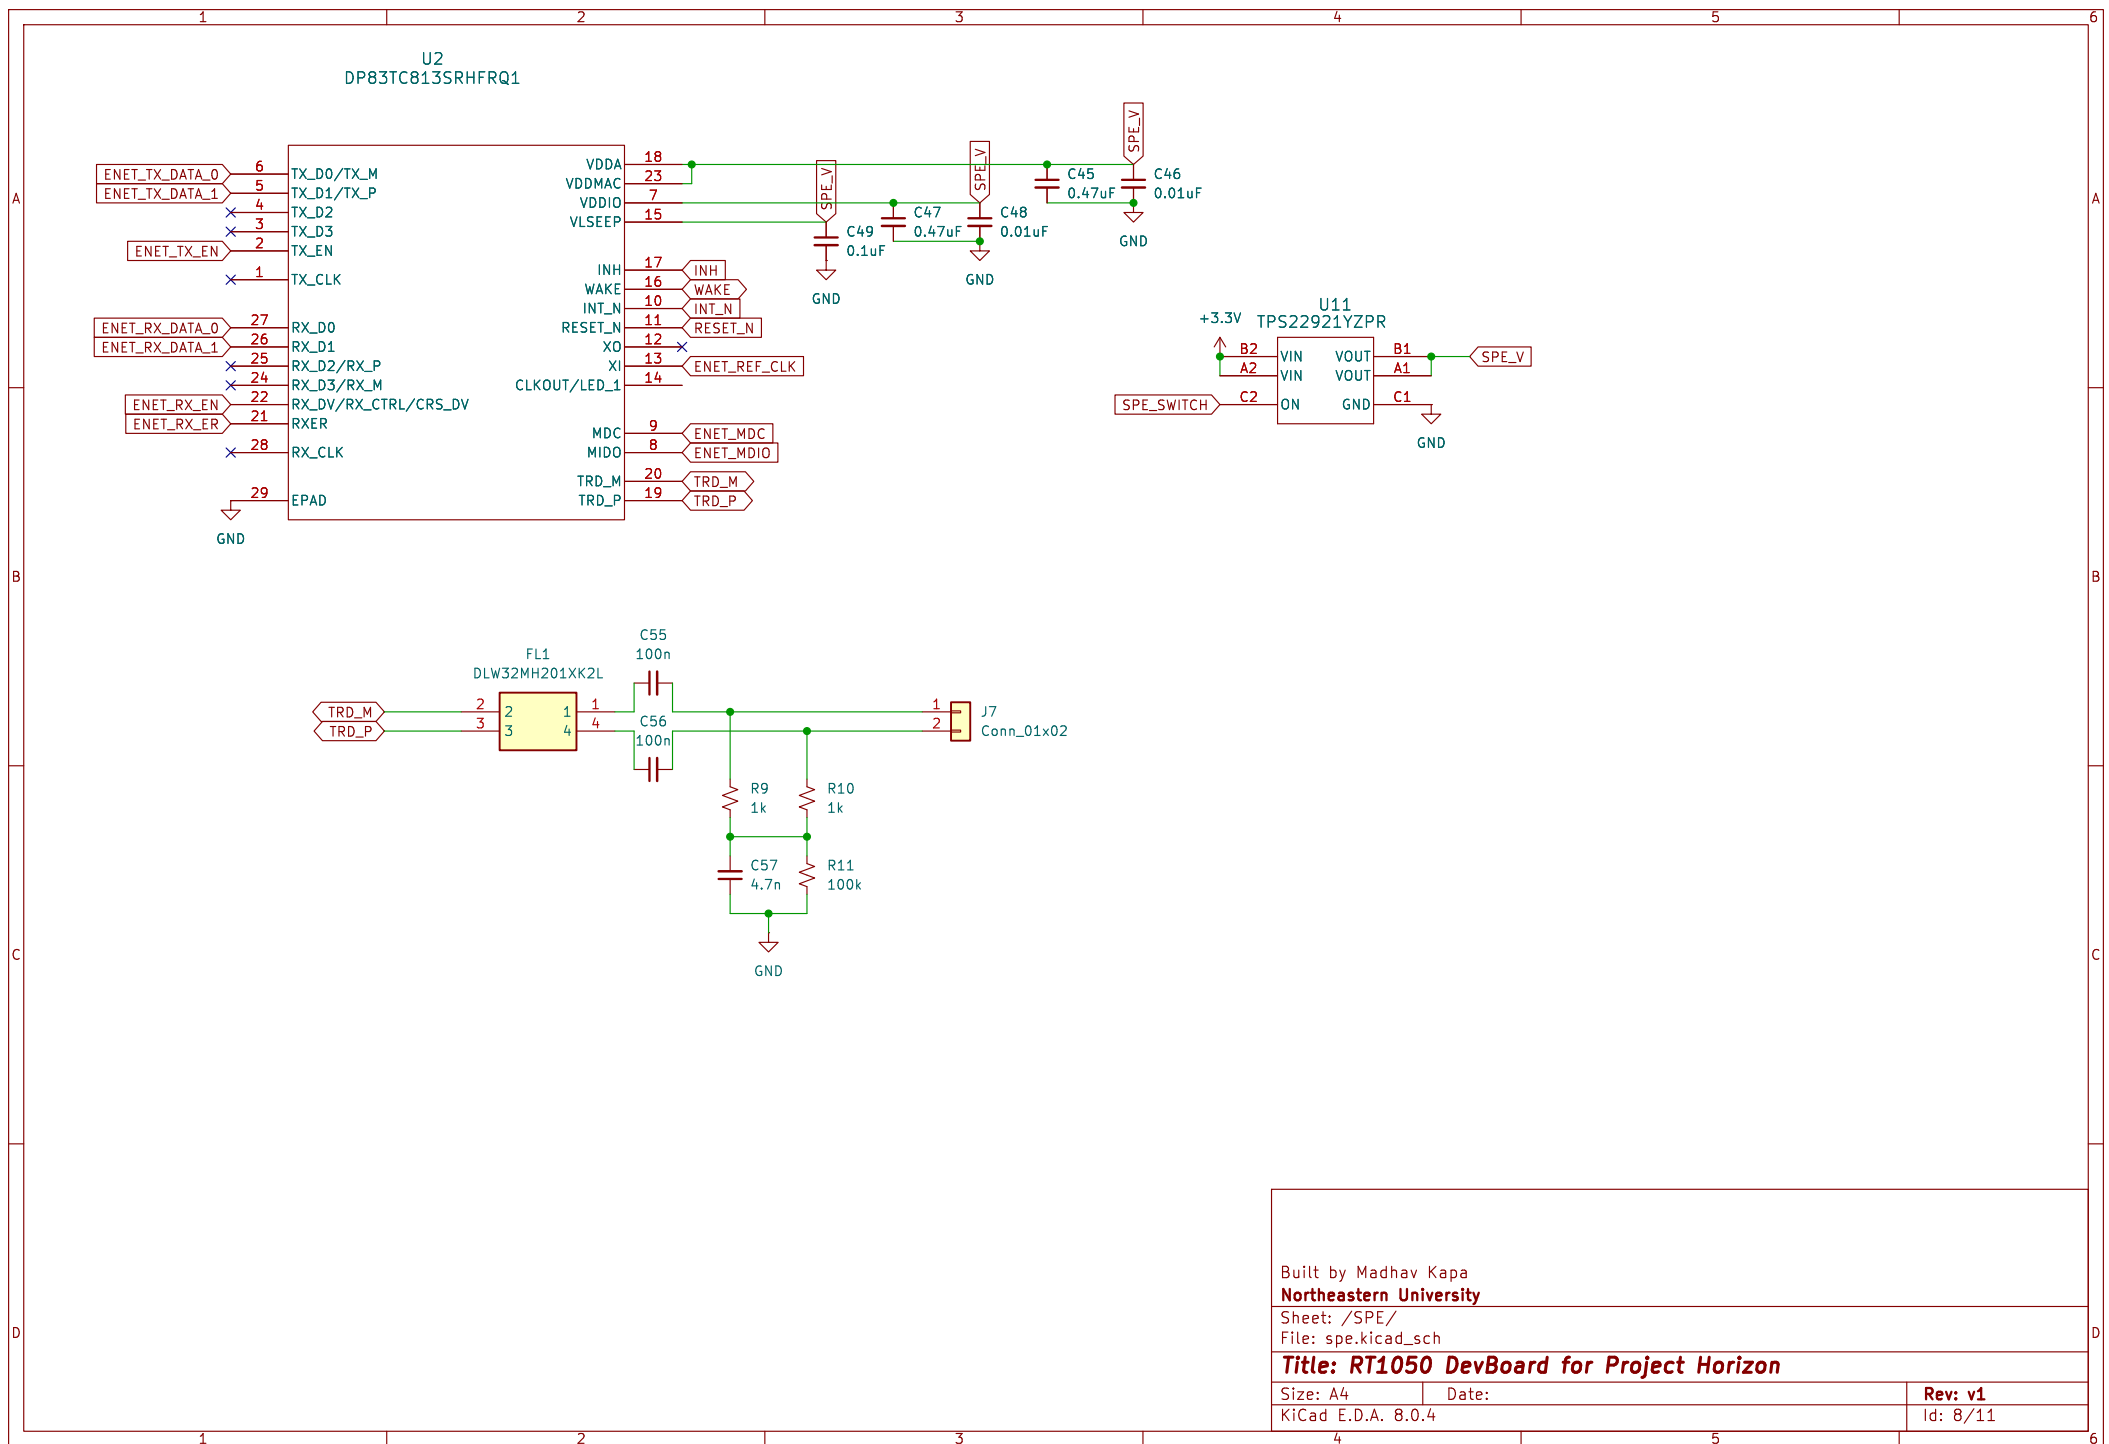 1 2 3 4 5 6
U2
DP83TC813SRHFRQ1
ENET_TX_DATA_0 6 TX_D0/TX_M
ENET_TX_DATA_1 5 TX_D1/TX_P
4 TX_D2
3 TX_D3
ENET_TX_EN 2 TX_EN
1 TX_CLK
ENET_RX_DATA_0 27 RX_D0
ENET_RX_DATA_1 26 RX_D1
25 RX_D2/RX_P
24 RX_D3/RX_M
ENET_RX_EN 22 RX_DV/RX_CTRL/CRS_DV
ENET_RX_ER 21 RXER
28 RX_CLK
29 EPAD
GND
VDDA 18
VDDMAC 23
VDDIO 7
VLSEEP 15
INH 17 INH
WAKE 16 WAKE
INT_N 10 INT_N
RESET_N 11 RESET_N
XO 12
XI 13 ENET_REF_CLK
CLKOUT/LED_1 14
MDC 9 ENET_MDC
MIDO 8 ENET_MDIO
TRD_M 20 TRD_M
TRD_P 19 TRD_P
SPE_V
C49
0.1uF
GND
SPE_V
C47
0.47uF
C48
0.01uF
GND
SPE_V
C45
0.47uF
C46
0.01uF
GND
U11
TPS22921YZPR
+3.3V
B2 VIN VOUT B1 SPE_V
A2 VIN VOUT A1
SPE_SWITCH C2 ON GND C1
GND
C55
100n
FL1
DLW32MH201XK2L
TRD_M 2 2 1 1
TRD_P 3 3 4 4
C56
100n
1 J7
2 Conn_01x02
R9
1k
R10
1k
C57
4.7n
R11
100k
GND
A A
B B
C C
D D
Built by Madhav Kapa
Northeastern University
Sheet: /SPE/
File: spe.kicad_sch
Title: RT1050 DevBoard for Project Horizon
Size: A4 Date: Rev: v1
KiCad E.D.A. 8.0.4 Id: 8/11
1 2 3 4 5 6